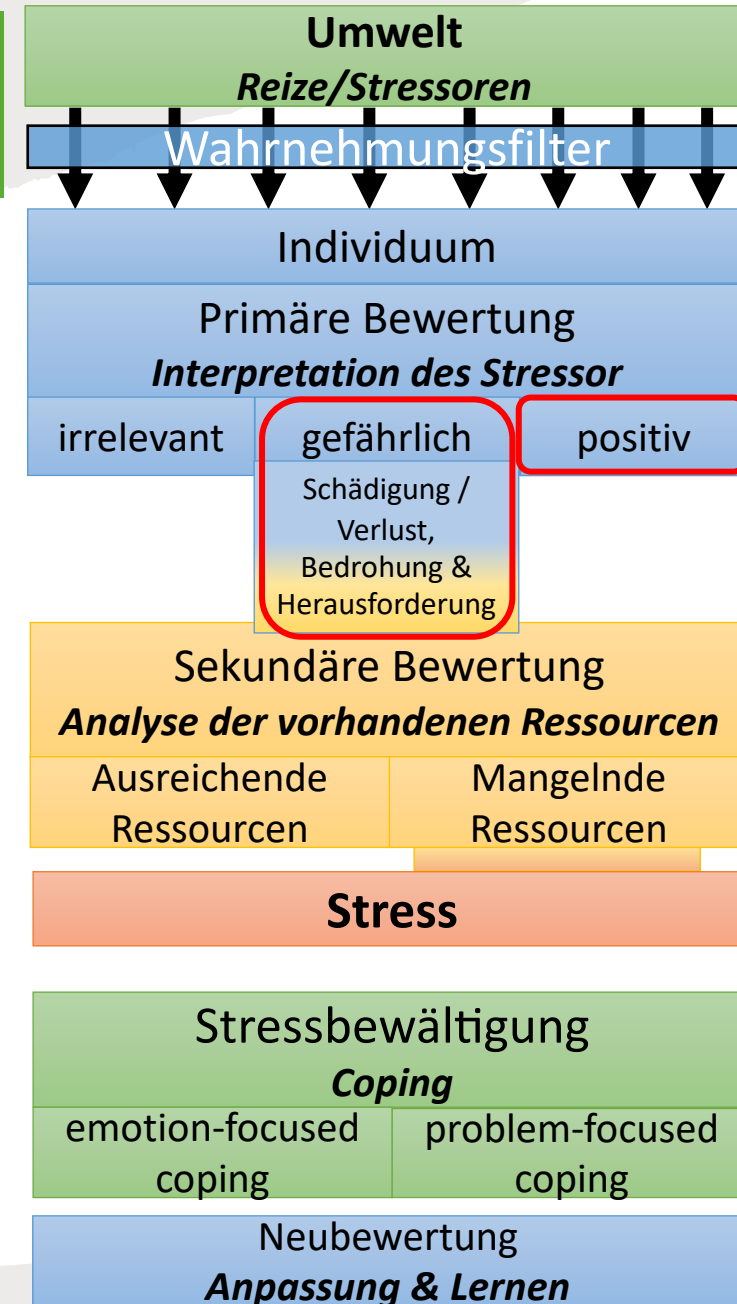 Umwelt
Reize/Stressoren
Wahrnehmungsfilter
Individuum
Primäre Bewertung
Interpretation des Stressor
irrelevant
gefährlich
positiv
Schädigung /
Verlust,
Bedrohung &
Herausforderung
Sekundäre Bewertung
Analyse der vorhandenen Ressourcen
Ausreichende
Ressourcen
Mangelnde
Ressourcen
Stress
Stressbewältigung
Coping
emotion-focused
coping
problem-focused
coping
Neubewertung
Anpassung & Lernen